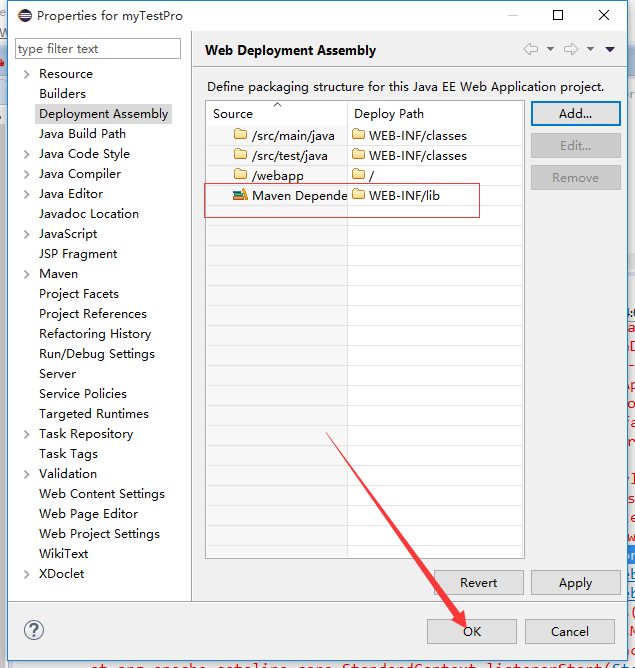 Properties for myTestPro
type filter text
Resource
Builders
Deployment Assembly
Java Build Path
Java Code Style
Java Compiler
Java Editor
Javadoc Location
JavaScript
JSP Fragment
Maven
Project Facets
Project References
Refactoring History
Run/Debug Settings
Server
Service Policies
Targeted Runtimes
Task Repository
Task Tags
Validation
Web Content Settings
Web Page Editor
Web Project Settings
WikiText
XDoclet
Web Deployment Assembly
Define packaging structure for this Java EE Web Application project.
Source Deploy Path
/src/main/java WEB-INF/classes
/src/test/java WEB-INF/classes
/webapp /
Maven Depende WEB-INF/lib
Add...
Edit...
Remove
Revert Apply
OK Cancel